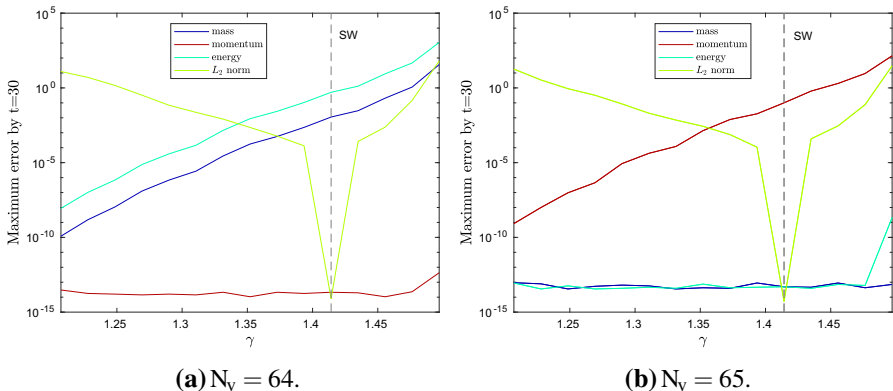 10^5
10^0
10^-5
10^-10
10^-15
Maximum error by t=30
mass
momentum
energy
L_2 norm
SW
1.25
1.3
1.35
1.4
1.45
γ
(a) N_v = 64.
10^5
10^0
10^-5
10^-10
10^-15
Maximum error by t=30
mass
momentum
energy
L_2 norm
SW
1.25
1.3
1.35
1.4
1.45
γ
(b) N_v = 65.